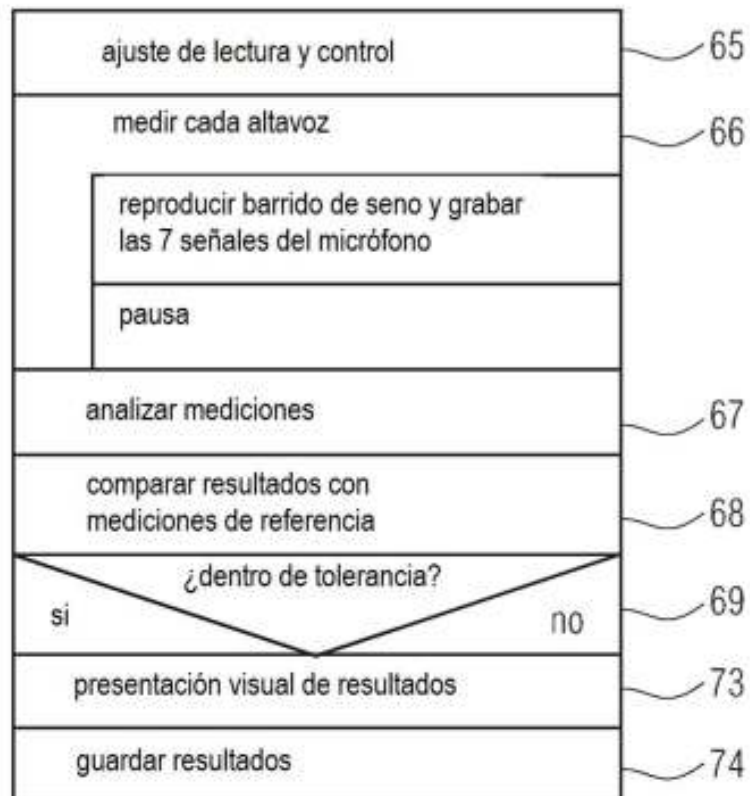 ajuste de lectura y control
65
medir cada altavoz
66
reproducir barrido de seno y grabar
las 7 señales del micrófono
pausa
analizar mediciones
67
comparar resultados con
mediciones de referencia
68
¿dentro de tolerancia?
si
no
69
presentación visual de resultados
73
guardar resultados
74